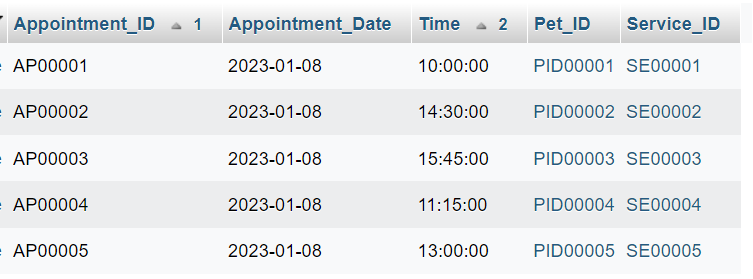 Appointment_ID 1 Appointment_Date Time 2 Pet_ID Service_ID
AP00001 2023-01-08 10:00:00 PID00001 SE00001
AP00002 2023-01-08 14:30:00 PID00002 SE00002
AP00003 2023-01-08 15:45:00 PID00003 SE00003
AP00004 2023-01-08 11:15:00 PID00004 SE00004
AP00005 2023-01-08 13:00:00 PID00005 SE00005